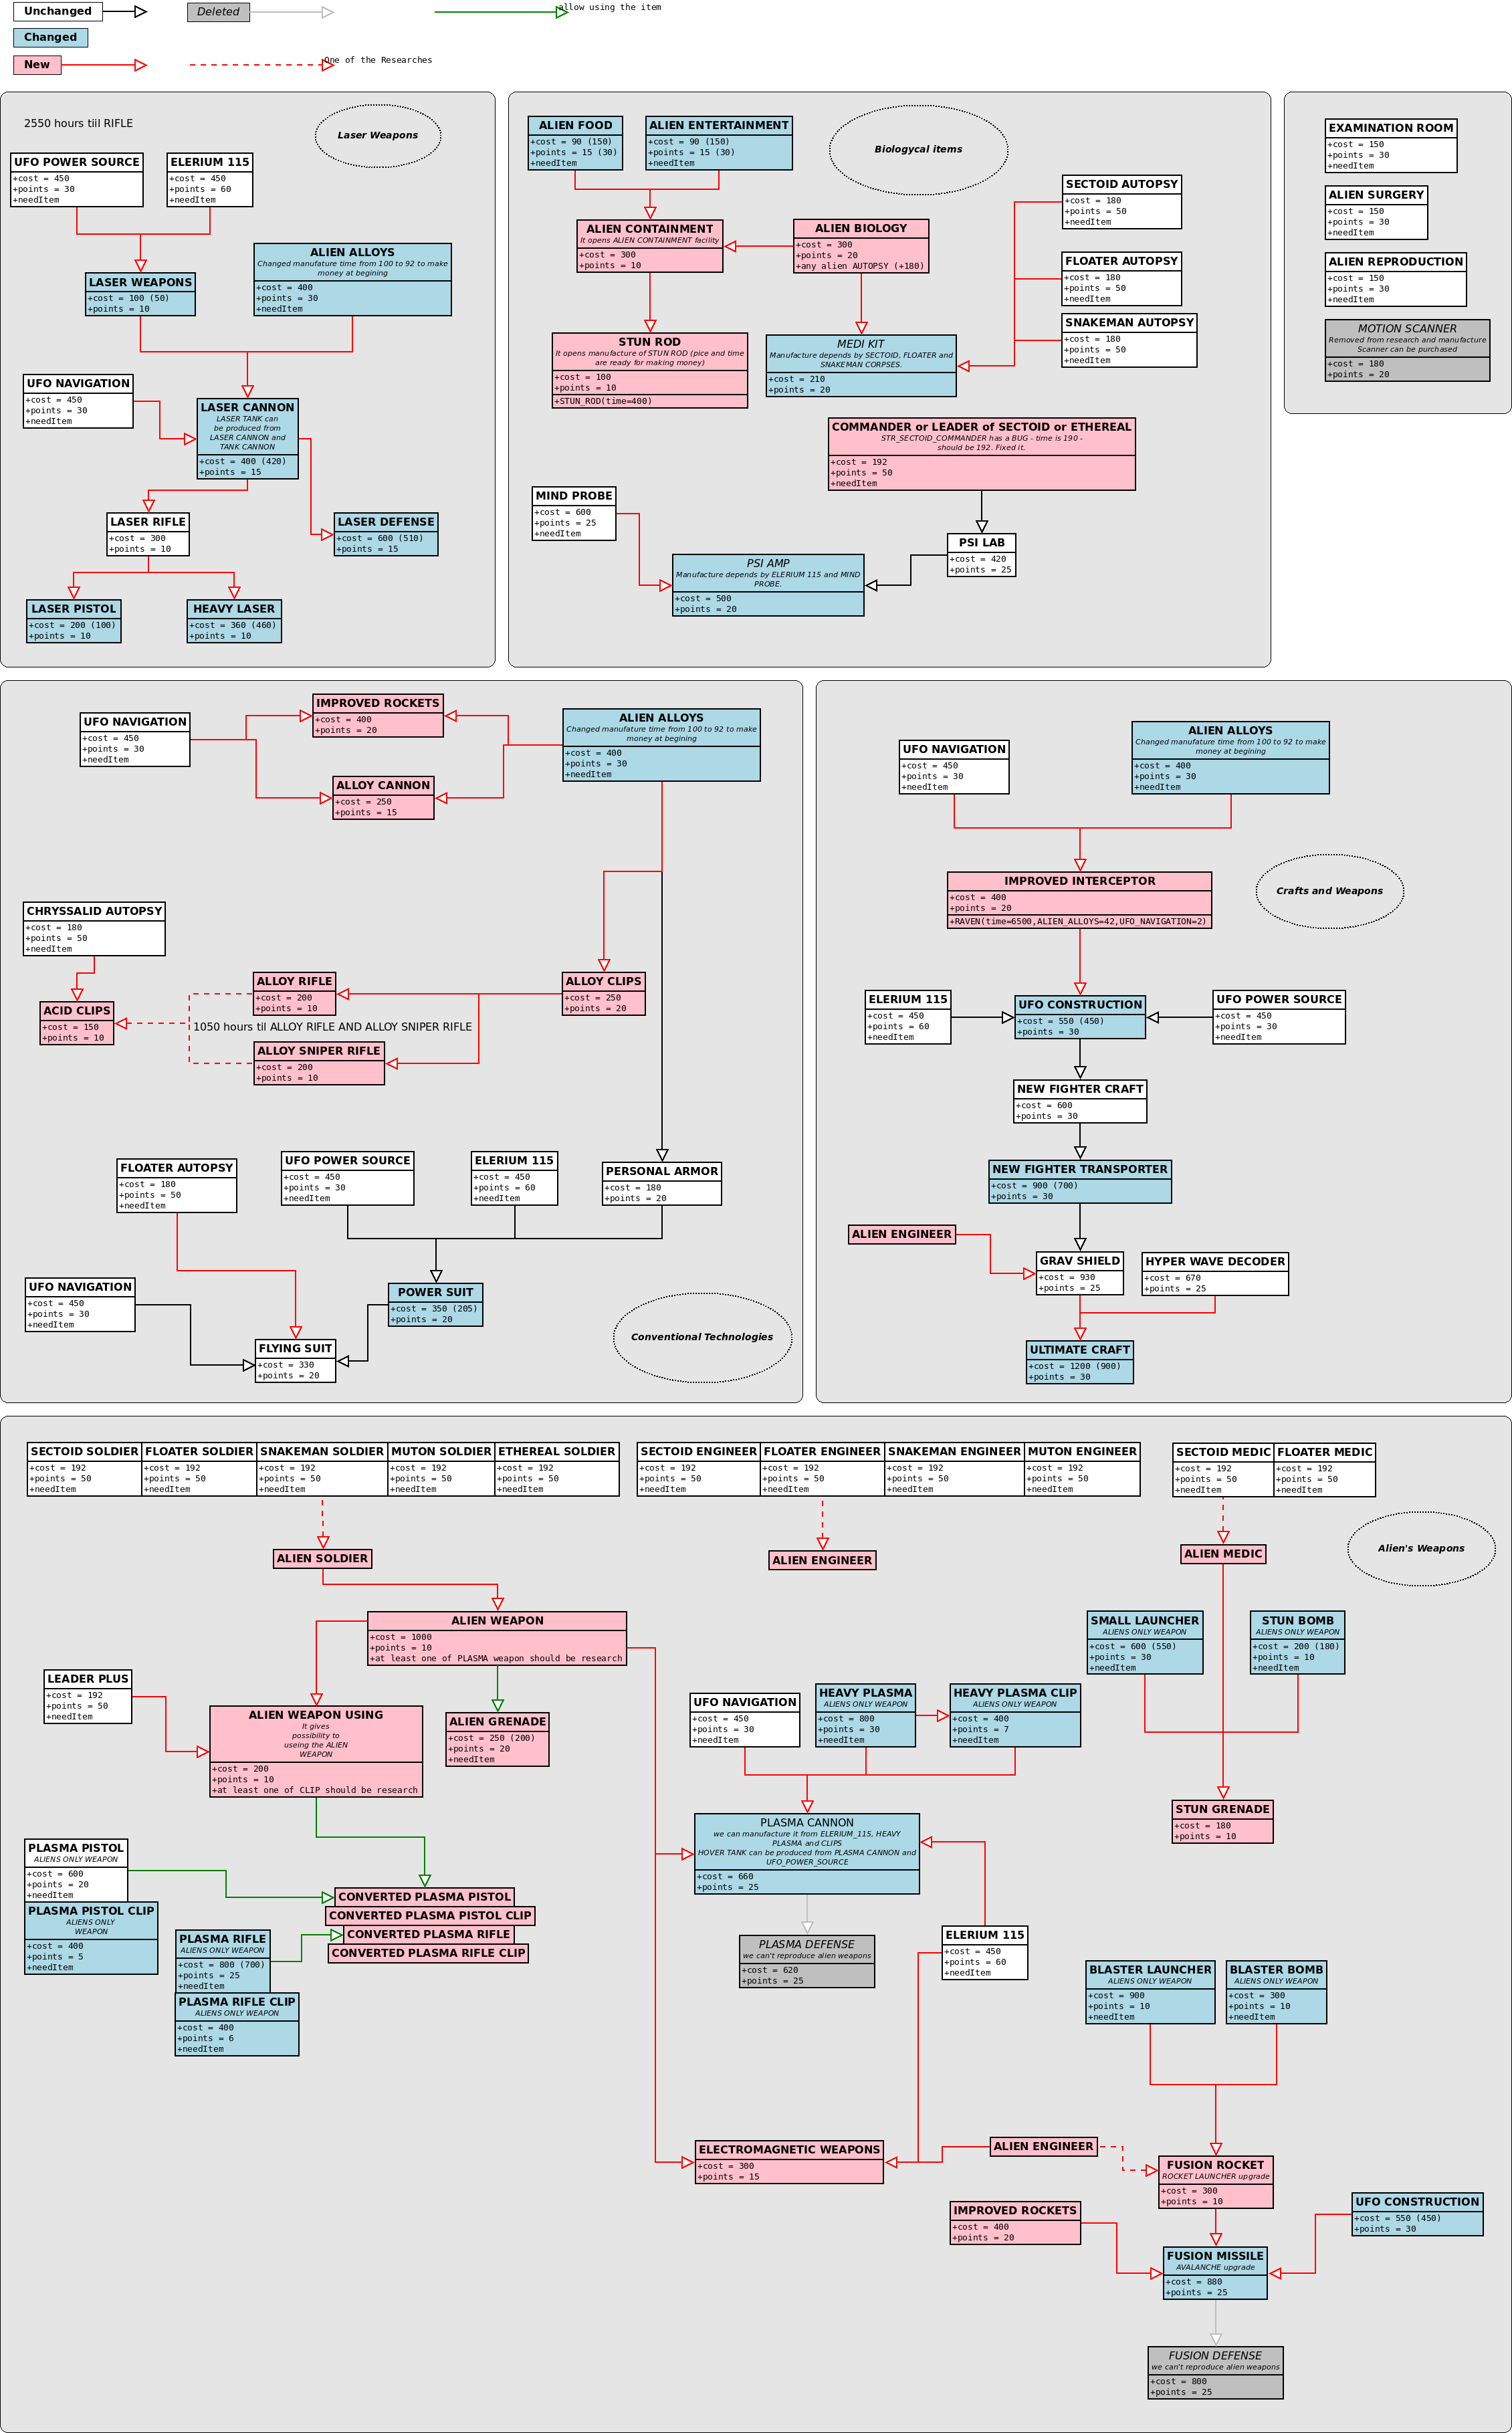 Unchanged
Deleted
allow using the item
Changed
New
One of the Researches
2550 hours tiil RIFLE
Laser Weapons
UFO POWER SOURCE
+cost = 450
+points = 30
+needItem
ELERIUM 115
+cost = 450
+points = 60
+needItem
ALIEN ALLOYS
Changed manufature time from 100 to 92 to make
money at begining
+cost = 400
+points = 30
+needItem
LASER WEAPONS
+cost = 100 (50)
+points = 10
UFO NAVIGATION
+cost = 450
+points = 30
+needItem
LASER CANNON
LASER TANK can
be produced from
LASER CANNON and
TANK CANNON
+cost = 400 (420)
+points = 15
LASER RIFLE
+cost = 300
+points = 10
LASER DEFENSE
+cost = 600 (510)
+points = 15
LASER PISTOL
+cost = 200 (100)
+points = 10
HEAVY LASER
+cost = 360 (460)
+points = 10
ALIEN FOOD
+cost = 90 (150)
+points = 15 (30)
+needItem
ALIEN ENTERTAINMENT
+cost = 90 (150)
+points = 15 (30)
+needItem
Biologycal items
SECTOID AUTOPSY
+cost = 180
+points = 50
+needItem
ALIEN CONTAINMENT
It opens ALIEN CONTAINMENT facility
+cost = 300
+points = 10
ALIEN BIOLOGY
+cost = 300
+points = 20
+any alien AUTOPSY (+180)
FLOATER AUTOPSY
+cost = 180
+points = 50
+needItem
SNAKEMAN AUTOPSY
+cost = 180
+points = 50
+needItem
STUN ROD
It opens manufacture of STUN ROD (pice and time
are ready for making money)
+cost = 100
+points = 10
+STUN_ROD(time=400)
MEDI KIT
Manufacture depends by SECTOID, FLOATER and
SNAKEMAN CORPSES.
+cost = 210
+points = 20
COMMANDER or LEADER of SECTOID or ETHEREAL
STR_SECTOID_COMMANDER has a BUG - time is 190 -
should be 192. Fixed it.
+cost = 192
+points = 50
+needItem
MIND PROBE
+cost = 600
+points = 25
+needItem
PSI LAB
+cost = 420
+points = 25
PSI AMP
Manufacture depends by ELERIUM 115 and MIND
PROBE.
+cost = 500
+points = 20
EXAMINATION ROOM
+cost = 150
+points = 30
+needItem
ALIEN SURGERY
+cost = 150
+points = 30
+needItem
ALIEN REPRODUCTION
+cost = 150
+points = 30
+needItem
MOTION SCANNER
Removed from research and manufacture
Scanner can be purchased
+cost = 180
+points = 20
UFO NAVIGATION
+cost = 450
+points = 30
+needItem
IMPROVED ROCKETS
+cost = 400
+points = 20
ALIEN ALLOYS
Changed manufature time from 100 to 92 to make
money at begining
+cost = 400
+points = 30
+needItem
ALLOY CANNON
+cost = 250
+points = 15
CHRYSSALID AUTOPSY
+cost = 180
+points = 50
+needItem
ACID CLIPS
+cost = 150
+points = 10
ALLOY RIFLE
+cost = 200
+points = 10
ALLOY CLIPS
+cost = 250
+points = 20
1050 hours til ALLOY RIFLE AND ALLOY SNIPER RIFLE
ALLOY SNIPER RIFLE
+cost = 200
+points = 10
FLOATER AUTOPSY
+cost = 180
+points = 50
+needItem
UFO POWER SOURCE
+cost = 450
+points = 30
+needItem
ELERIUM 115
+cost = 450
+points = 60
+needItem
PERSONAL ARMOR
+cost = 180
+points = 20
UFO NAVIGATION
+cost = 450
+points = 30
+needItem
POWER SUIT
+cost = 350 (205)
+points = 20
FLYING SUIT
+cost = 330
+points = 20
Conventional Technologies
UFO NAVIGATION
+cost = 450
+points = 30
+needItem
ALIEN ALLOYS
Changed manufature time from 100 to 92 to make
money at begining
+cost = 400
+points = 30
+needItem
IMPROVED INTERCEPTOR
+cost = 400
+points = 20
+RAVEN(time=6500,ALIEN_ALLOYS=42,UFO_NAVIGATION=2)
Crafts and Weapons
ELERIUM 115
+cost = 450
+points = 60
+needItem
UFO CONSTRUCTION
+cost = 550 (450)
+points = 30
UFO POWER SOURCE
+cost = 450
+points = 30
+needItem
NEW FIGHTER CRAFT
+cost = 600
+points = 30
NEW FIGHTER TRANSPORTER
+cost = 900 (700)
+points = 30
ALIEN ENGINEER
GRAV SHIELD
+cost = 930
+points = 25
HYPER WAVE DECODER
+cost = 670
+points = 25
ULTIMATE CRAFT
+cost = 1200 (900)
+points = 30
SECTOID SOLDIER
+cost = 192
+points = 50
+needItem
FLOATER SOLDIER
+cost = 192
+points = 50
+needItem
SNAKEMAN SOLDIER
+cost = 192
+points = 50
+needItem
MUTON SOLDIER
+cost = 192
+points = 50
+needItem
ETHEREAL SOLDIER
+cost = 192
+points = 50
+needItem
SECTOID ENGINEER
+cost = 192
+points = 50
+needItem
FLOATER ENGINEER
+cost = 192
+points = 50
+needItem
SNAKEMAN ENGINEER
+cost = 192
+points = 50
+needItem
MUTON ENGINEER
+cost = 192
+points = 50
+needItem
SECTOID MEDIC
+cost = 192
+points = 50
+needItem
FLOATER MEDIC
+cost = 192
+points = 50
+needItem
ALIEN SOLDIER
ALIEN ENGINEER
ALIEN MEDIC
Alien's Weapons
ALIEN WEAPON
+cost = 1000
+points = 10
+at least one of PLASMA weapon should be research
SMALL LAUNCHER
ALIENS ONLY WEAPON
+cost = 600 (550)
+points = 30
+needItem
STUN BOMB
ALIENS ONLY WEAPON
+cost = 200 (180)
+points = 10
+needItem
LEADER PLUS
+cost = 192
+points = 50
+needItem
ALIEN WEAPON USING
It gives
possibility to
useing the ALIEN
WEAPON
+cost = 200
+points = 10
+at least one of CLIP should be research
ALIEN GRENADE
+cost = 250 (200)
+points = 20
+needItem
UFO NAVIGATION
+cost = 450
+points = 30
+needItem
HEAVY PLASMA
ALIENS ONLY WEAPON
+cost = 800
+points = 30
+needItem
HEAVY PLASMA CLIP
ALIENS ONLY WEAPON
+cost = 400
+points = 7
+needItem
STUN GRENADE
+cost = 180
+points = 10
PLASMA CANNON
we can manufacture it from ELERIUM_115, HEAVY
PLASMA and CLIPS
HOVER TANK can be produced from PLASMA CANNON and
UFO_POWER_SOURCE
+cost = 660
+points = 25
PLASMA PISTOL
ALIENS ONLY WEAPON
+cost = 600
+points = 20
+needItem
PLASMA PISTOL CLIP
ALIENS ONLY
WEAPON
+cost = 400
+points = 5
+needItem
CONVERTED PLASMA PISTOL
CONVERTED PLASMA PISTOL CLIP
CONVERTED PLASMA RIFLE
CONVERTED PLASMA RIFLE CLIP
PLASMA RIFLE
ALIENS ONLY WEAPON
+cost = 800 (700)
+points = 25
+needItem
PLASMA RIFLE CLIP
ALIENS ONLY WEAPON
+cost = 400
+points = 6
+needItem
PLASMA DEFENSE
we can't reproduce alien weapons
+cost = 620
+points = 25
ELERIUM 115
+cost = 450
+points = 60
+needItem
BLASTER LAUNCHER
ALIENS ONLY WEAPON
+cost = 900
+points = 10
+needItem
BLASTER BOMB
ALIENS ONLY WEAPON
+cost = 300
+points = 10
+needItem
ELECTROMAGNETIC WEAPONS
+cost = 300
+points = 15
ALIEN ENGINEER
FUSION ROCKET
ROCKET LAUNCHER upgrade
+cost = 300
+points = 10
IMPROVED ROCKETS
+cost = 400
+points = 20
UFO CONSTRUCTION
+cost = 550 (450)
+points = 30
FUSION MISSILE
AVALANCHE upgrade
+cost = 880
+points = 25
FUSION DEFENSE
we can't reproduce alien weapons
+cost = 800
+points = 25